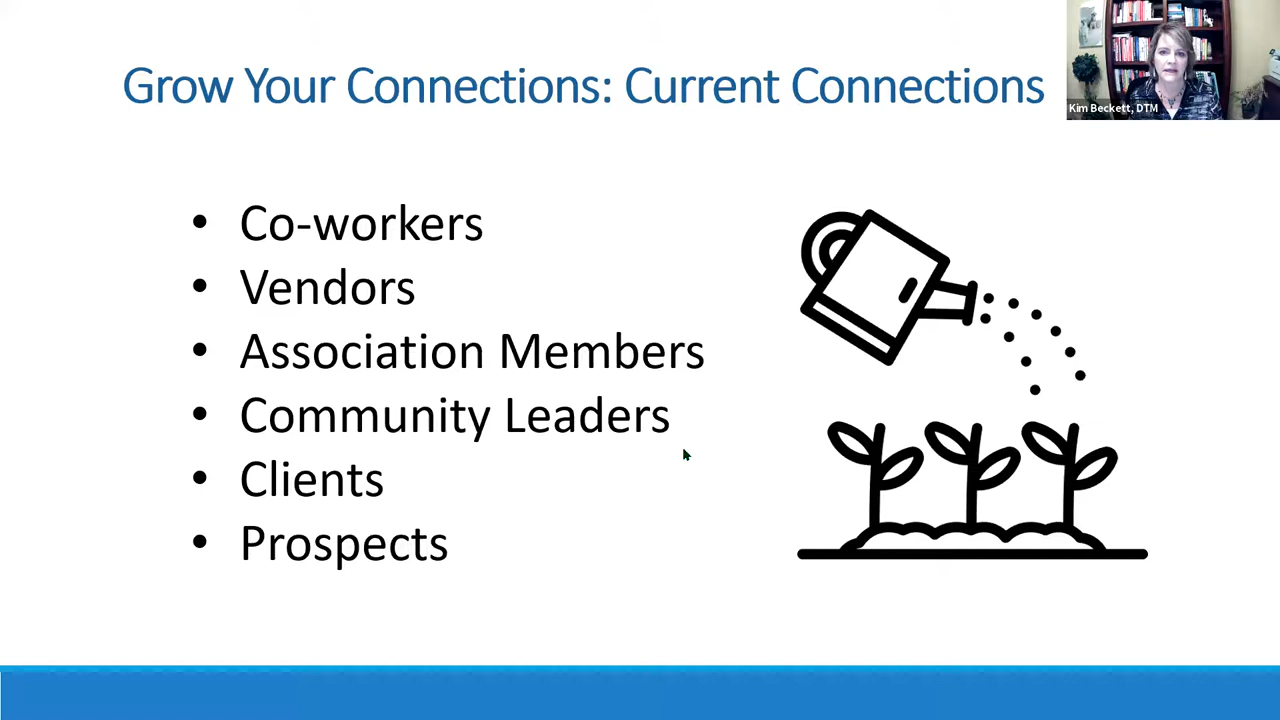 Grow Your Connections: Current Connections
Kim Beckett, DTM
• Co-workers
• Vendors
• Association Members
• Community Leaders
• Clients
• Prospects